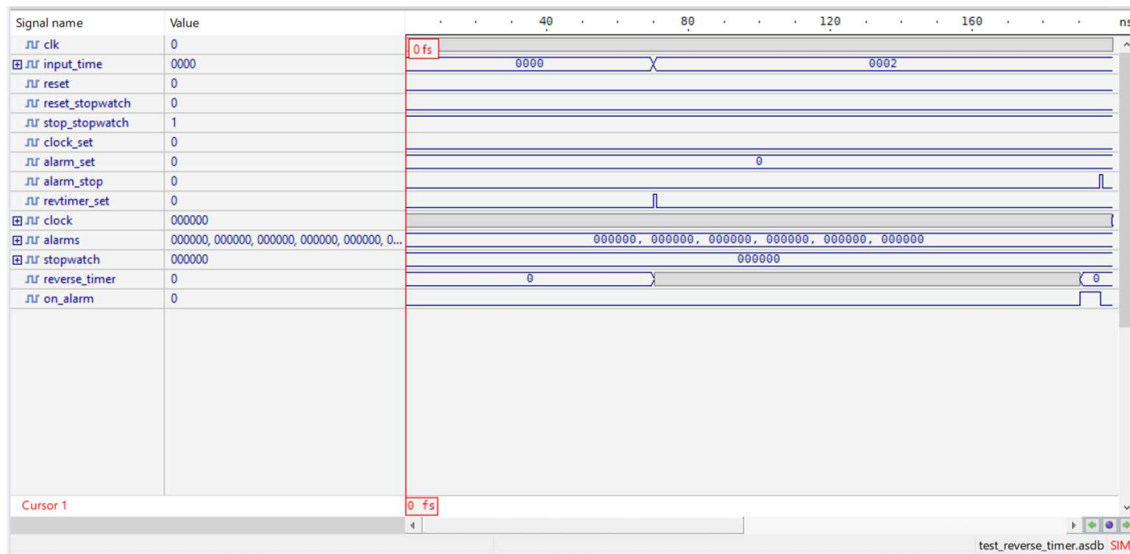 Signal name Value 40 80 120 160 ns
clk 0 0 fs
input_time 0000 0000 0002
reset 0
reset_stopwatch 0
stop_stopwatch 1
clock_set 0
alarm_set 0 0
alarm_stop 0
revtimer_set 0
clock 000000
alarms 000000, 000000, 000000, 000000, 000000, 0... 000000, 000000, 000000, 000000, 000000, 000000
stopwatch 000000 000000
reverse_timer 0 0 0
on_alarm 0
Cursor 1 0 fs
test_reverse_timer.asdb SIM